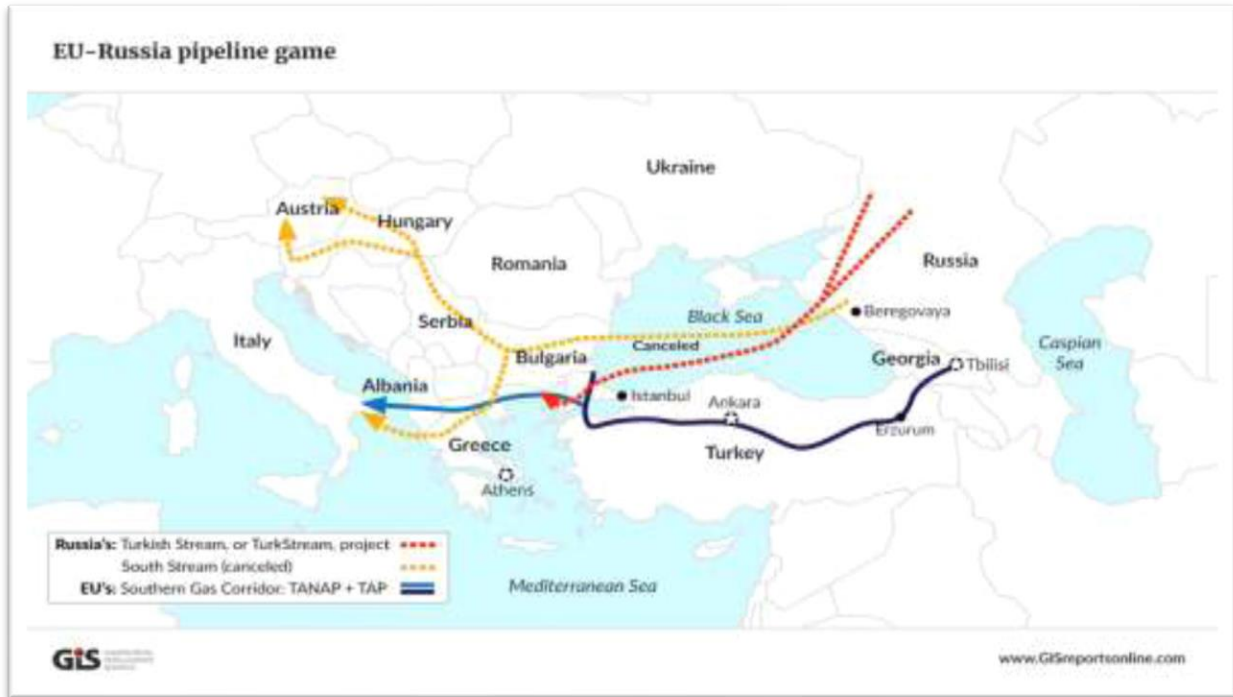 EU–Russia pipeline game
Ukraine
Austria
Hungary
Romania
Russia
Serbia
Black Sea
Beregovaya
Italy
Canceled
Caspian
Sea
Bulgaria
Georgia
Tbilisi
Albania
Istanbul
Ankara
Erzurum
Greece
Turkey
Athens
Russia's: Turkish Stream, or TurkStream, project
South Stream (canceled)
EU's: Southern Gas Corridor: TANAP + TAP
Mediterranean Sea
GIS
www.GISreportsonline.com